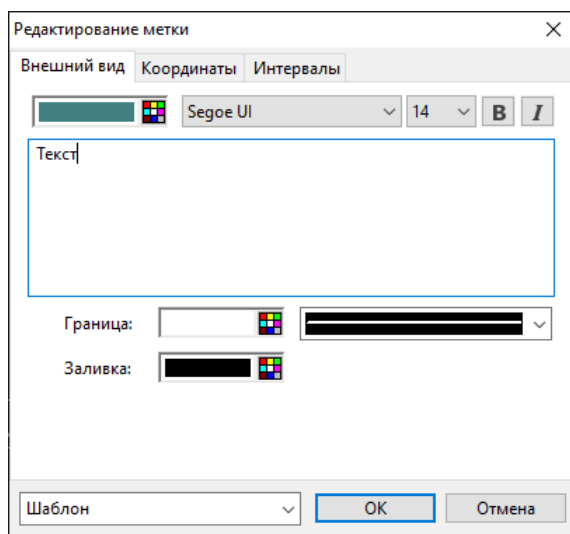 Редактирование метки
Внешний вид Координаты Интервалы
Segoe UI 14 B I
Текст
Граница:
Заливка:
Шаблон OK Отмена